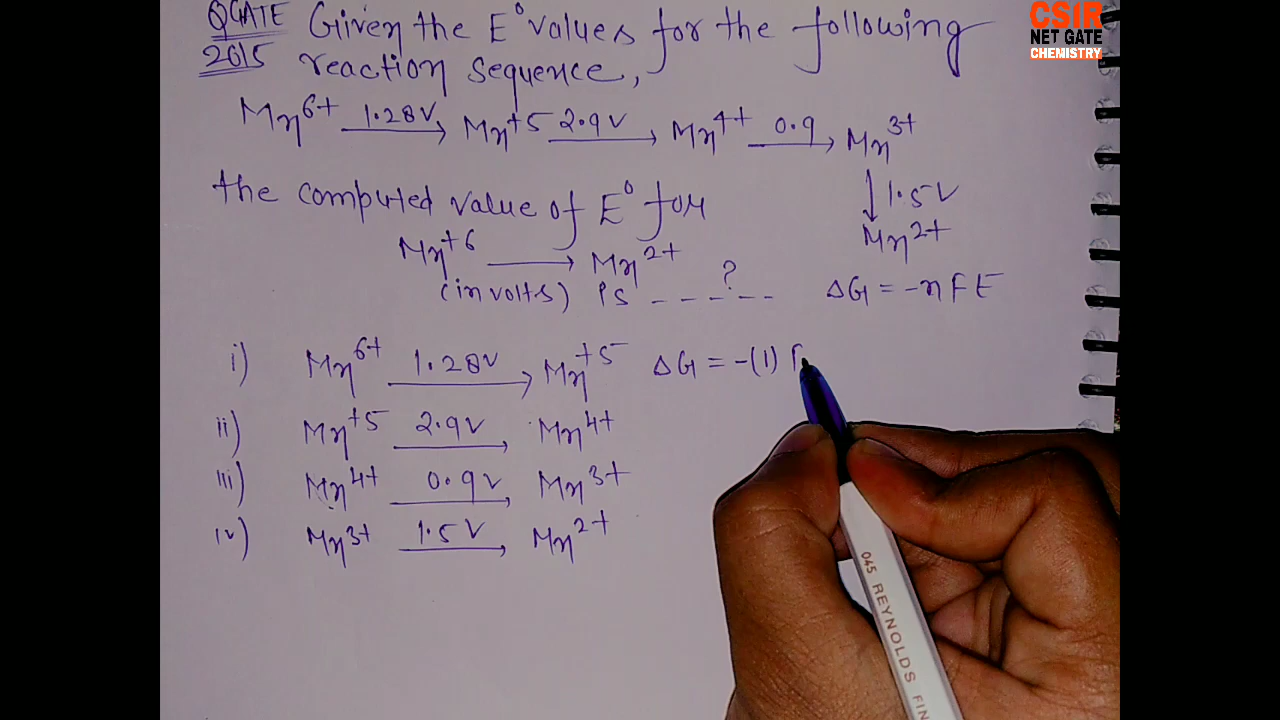 QGATE 2015 Given the E° values for the following
reaction sequence,
Mn⁶⁺ 1.28V→ Mn⁺⁵ 2.9V→ Mn⁴⁺ 0.9→ Mn³⁺
↓ 1.5V
Mn²⁺
the computed value of E° for
Mn⁺⁶ → Mn²⁺
(in volts) is ----- ?
ΔG = -nFE
i) Mn⁶⁺ 1.28V→ Mn⁺⁵ ΔG = -(1) F
ii) Mn⁺⁵ 2.9V→ Mn⁴⁺
iii) Mn⁴⁺ 0.9V→ Mn³⁺
iv) Mn³⁺ 1.5V→ Mn²⁺
CSIR
NET GATE
CHEMISTRY
045 REYNOLDS FIN